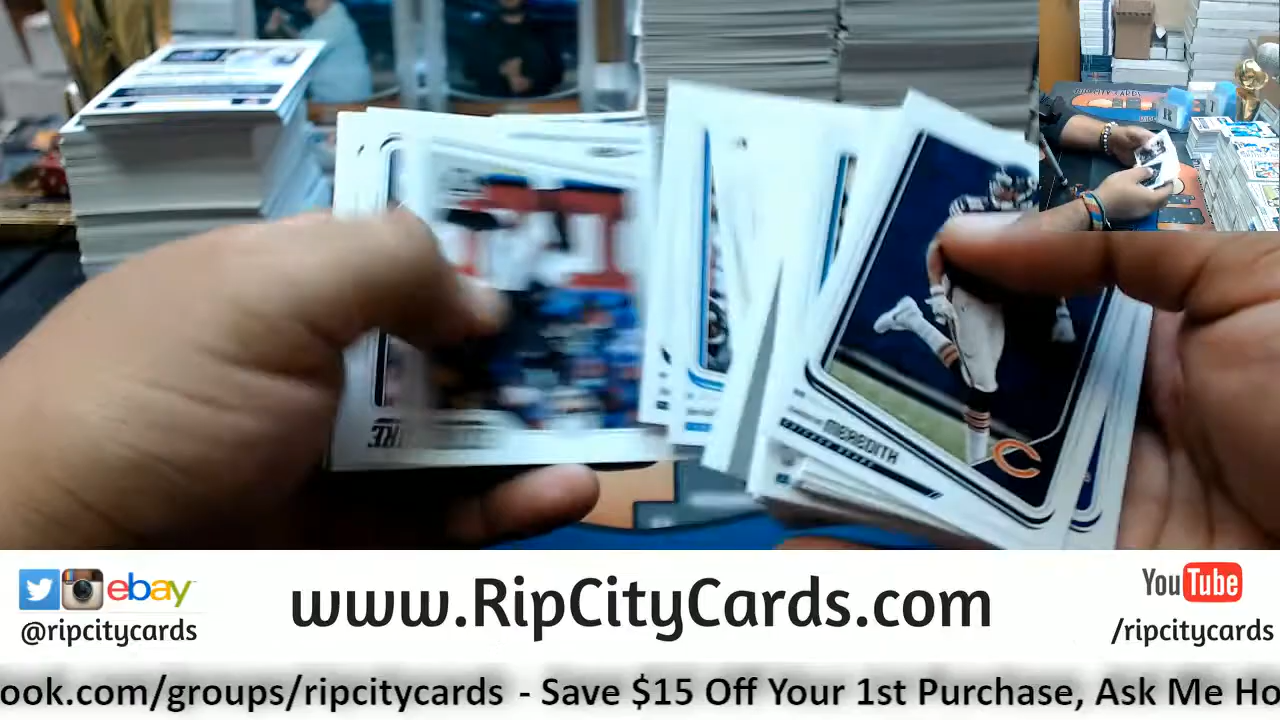 MEREDITH
ebay
@ripcitycards
www.RipCityCards.com
YouTube
/ripcitycards
ook.com/groups/ripcitycards - Save $15 Off Your 1st Purchase, Ask Me Ho